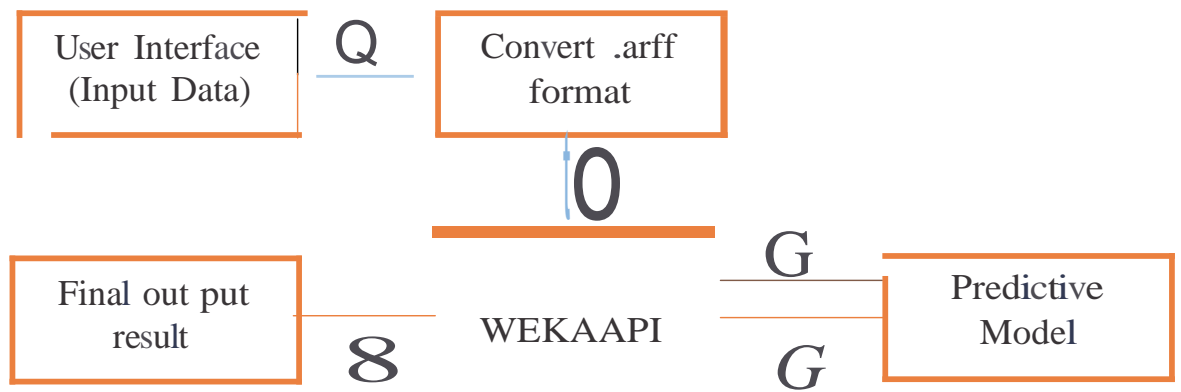 User Interface
(Input Data)
Q
Convert .arff
format
0
Final out put
result
8
WEKAAPI
G
G
Predictive
Model